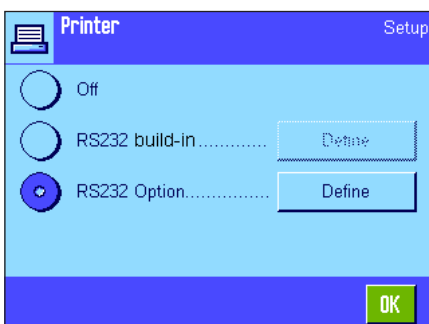 Printer Setup
Off
RS232 build-in............. Define
RS232 Option................ Define
OK